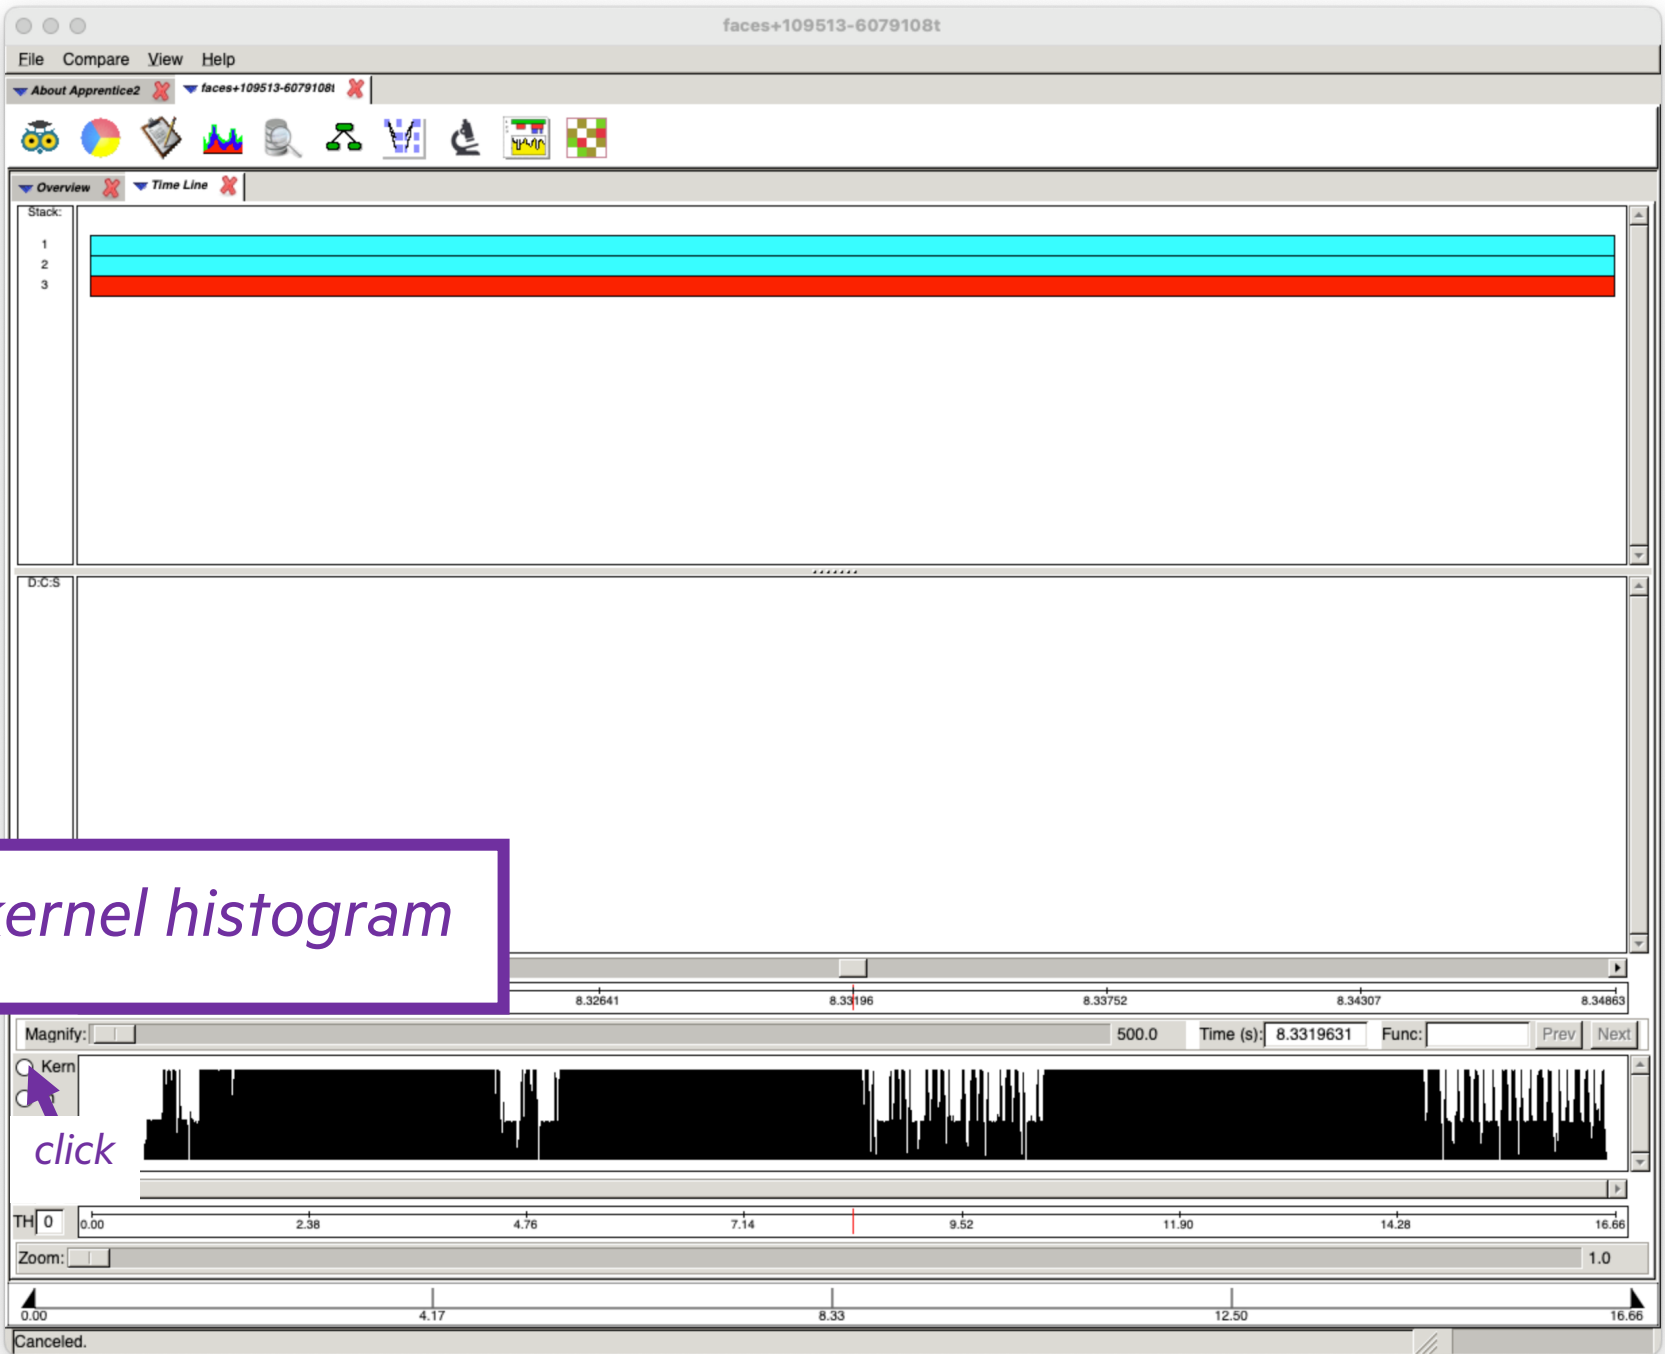 faces+109513-6079108t
File Compare View Help
About Apprentice2 faces+109513-6079108t
Overview Time Line
Stack:
1
2
3
D:C:S
kernel histogram
8.32641 8.33196 8.33752 8.34307 8.34863
Magnify: 500.0 Time (s): 8.3319631 Func: Prev Next
Kern
click
TH 0 0.00 2.38 4.76 7.14 9.52 11.90 14.28 16.66
Zoom: 1.0
0.00 4.17 8.33 12.50 16.66
Canceled.